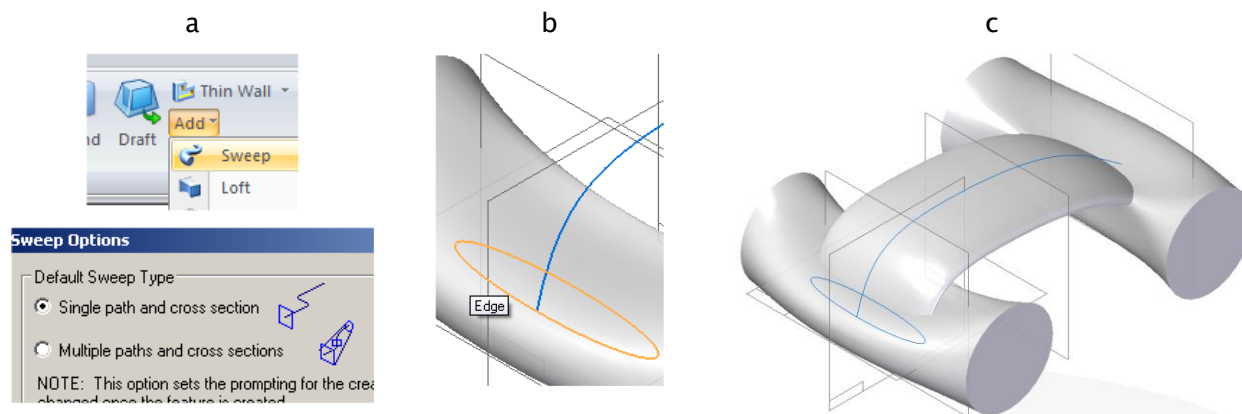 a
b
c
Thin Wall
Add
Draft
Sweep
Loft
Sweep Options
Default Sweep Type
Single path and cross section
Multiple paths and cross sections
NOTE: This option sets the prompting for the
Edge